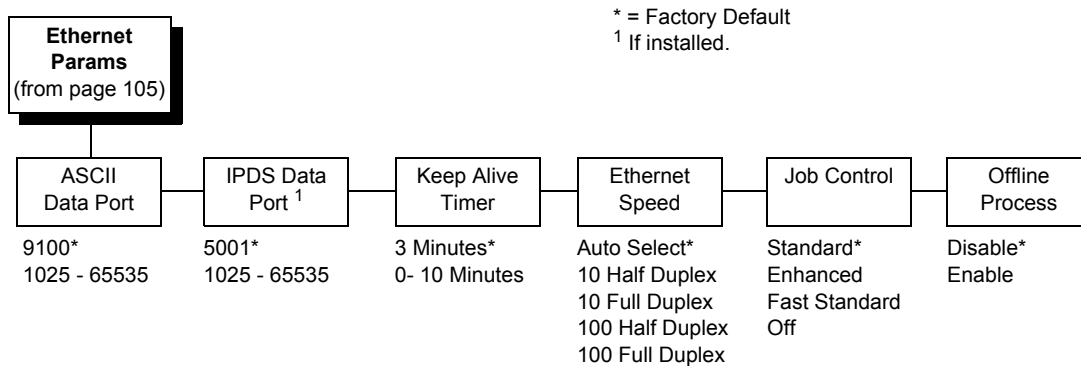 * = Factory Default
1 If installed.
Ethernet
Params
(from page 105)
ASCII
Data Port
9100*
1025 - 65535
IPDS Data
Port 1
5001*
1025 - 65535
Keep Alive
Timer
3 Minutes*
0- 10 Minutes
Ethernet
Speed
Auto Select*
10 Half Duplex
10 Full Duplex
100 Half Duplex
100 Full Duplex
Job Control
Standard*
Enhanced
Fast Standard
Off
Offline
Process
Disable*
Enable